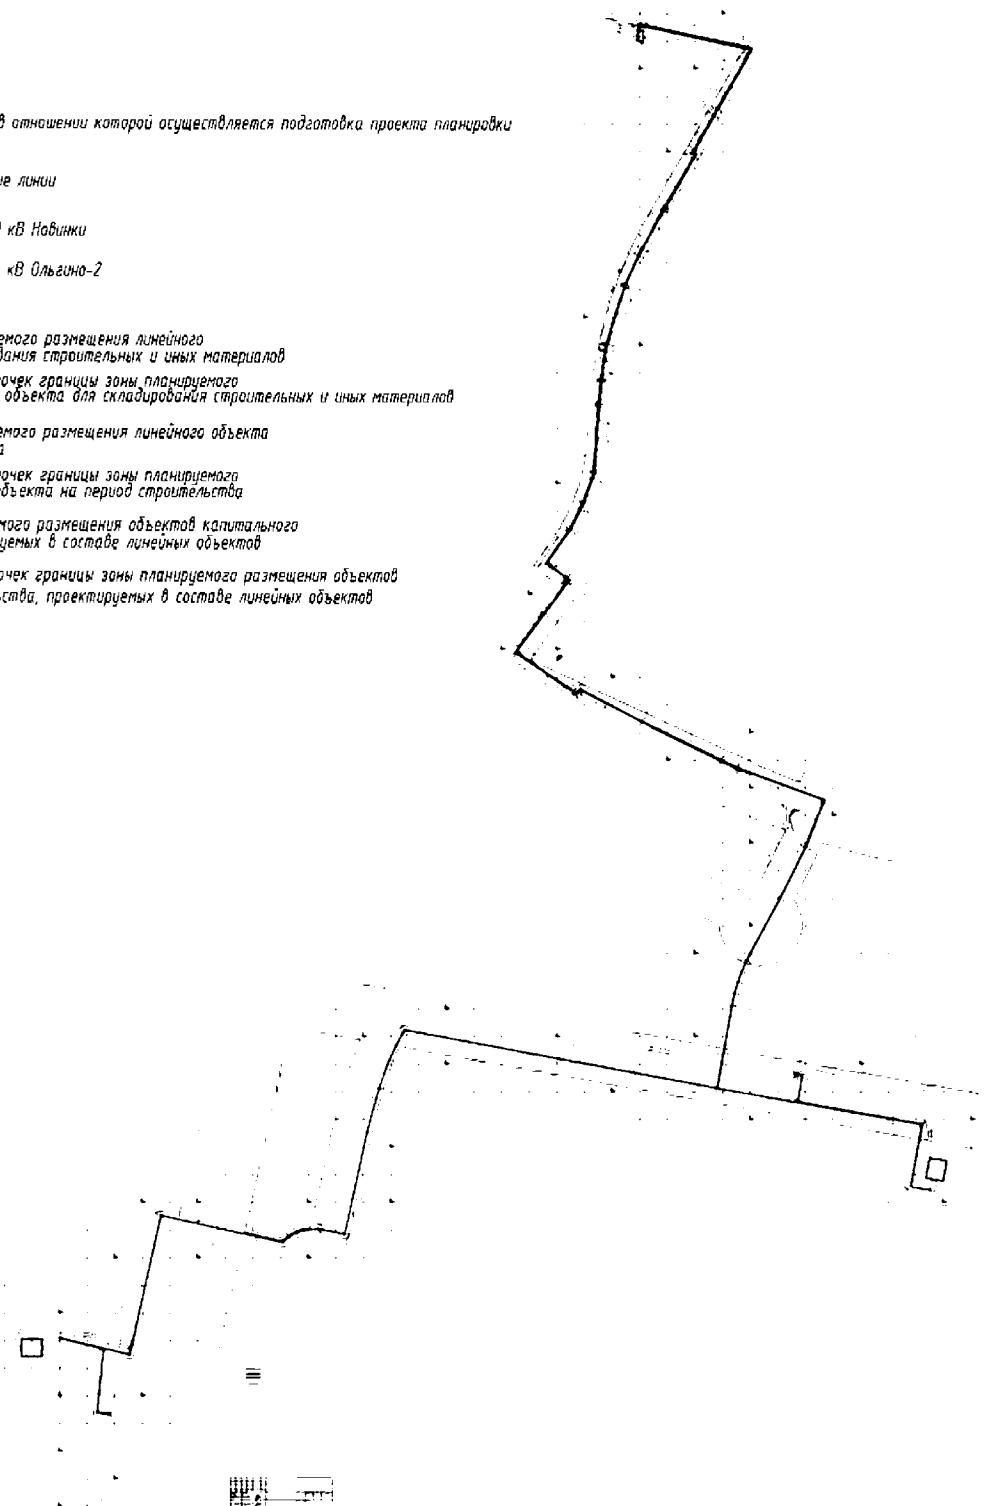 в отношении которой осуществляется подготовка проекта планировки
е линии
кВ Новинки
кВ Ольгино-2
емого размещения линейного
дания строительных и иных материалов
очек границы зоны планируемого
объекта для складирования строительных и иных материалов
емого размещения линейного объекта
а
очек границы зоны планируемого
объекта на период строительства
мого размещения объектов капитального
уемых в составе линейных объектов
очек границы зоны планируемого размещения объектов
ьства, проектируемых в составе линейных объектов